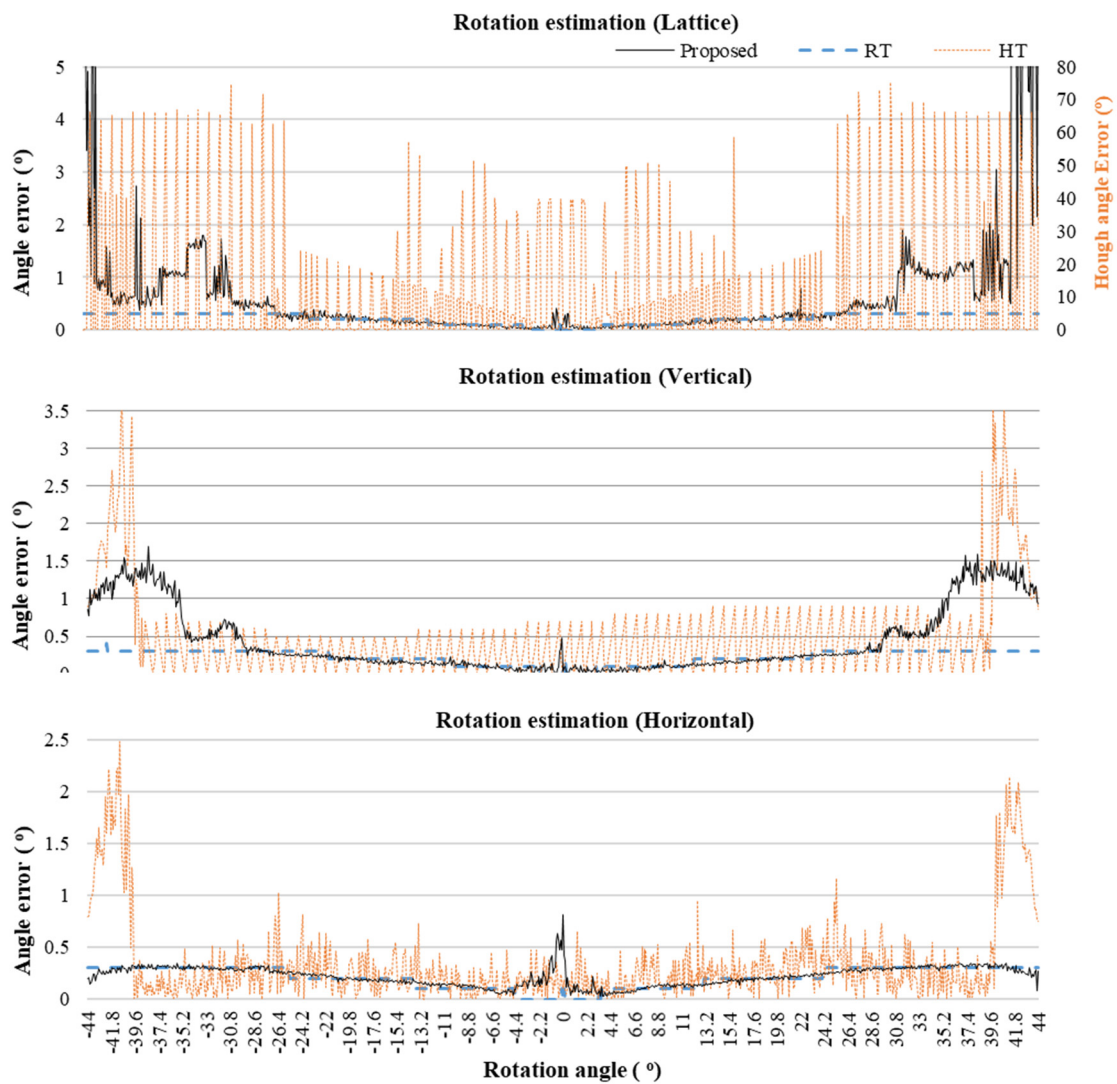 Rotation estimation (Lattice)
Proposed RT HT
5
4
3
2
1
0
Angle error ( º)
80
70
60
50
40
30
20
10
0
Hough angle Error (º)
Rotation estimation (Vertical)
3.5
3
2.5
2
1.5
1
0.5
0
Angle error ( º)
Rotation estimation (Horizontal)
2.5
2
1.5
1
0.5
0
Angle error ( º)
-44 -41.8 -39.6 -37.4 -35.2 -33 -30.8 -28.6 -26.4 -24.2 -22 -19.8 -17.6 -15.4 -13.2 -11 -8.8 -6.6 -4.4 -2.2 0 2.2 4.4 6.6 8.8 11 13.2 15.4 17.6 19.8 22 24.2 26.4 28.6 30.8 33 35.2 37.4 39.6 41.8 44
Rotation angle ( º)